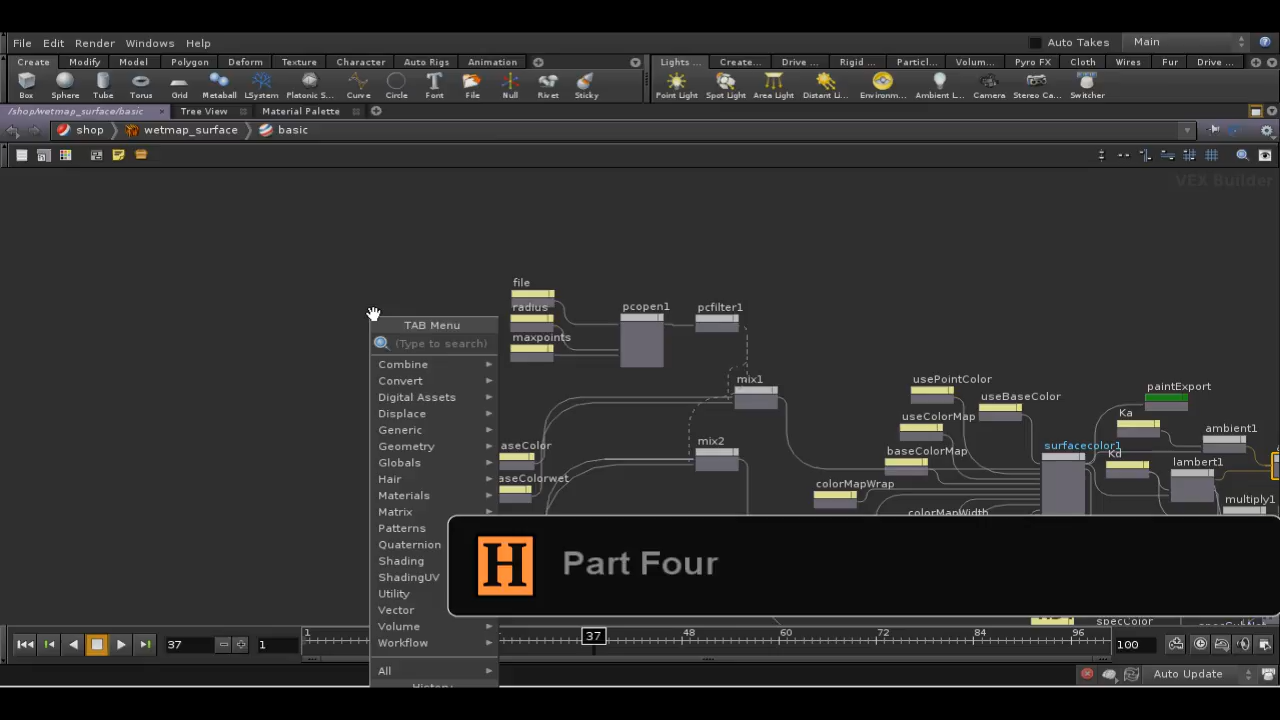 File Edit Render Windows Help Auto Takes Main
Create Modify Model Polygon Deform Texture Character Auto Rigs Animation Lights ... Create... Drive ... Rigid ... Particl... Volum... Pyro FX Cloth Wires Fur Drive ...
Box Sphere Tube Torus Grid Metaball LSystem Platonic S... Curve Circle Font File Null Rivet Sticky Point Light Spot Light Area Light Distant Li... Environm... Ambient L... Camera Stereo Ca... Switcher
/shop/wetmap_surface/basic Tree View Material Palette
shop wetmap_surface basic
VEX Builder
file
radius
maxpoints
pcopen1
pcfilter1
mix1
mix2
aseColor
aseColorwet
usePointColor
useBaseColor
useColorMap
baseColorMap
colorMapWrap
colorMapWidth
surfacecolor1
paintExport
Ka
ambient1
Kd
lambert1
multiply1
specColor
TAB Menu
(Type to search)
Combine
Convert
Digital Assets
Displace
Generic
Geometry
Globals
Hair
Materials
Matrix
Patterns
Quaternion
Shading
ShadingUV
Utility
Vector
Volume
Workflow
All
History
H Part Four
37 1 1 37 48 60 72 84 96 100
Auto Update